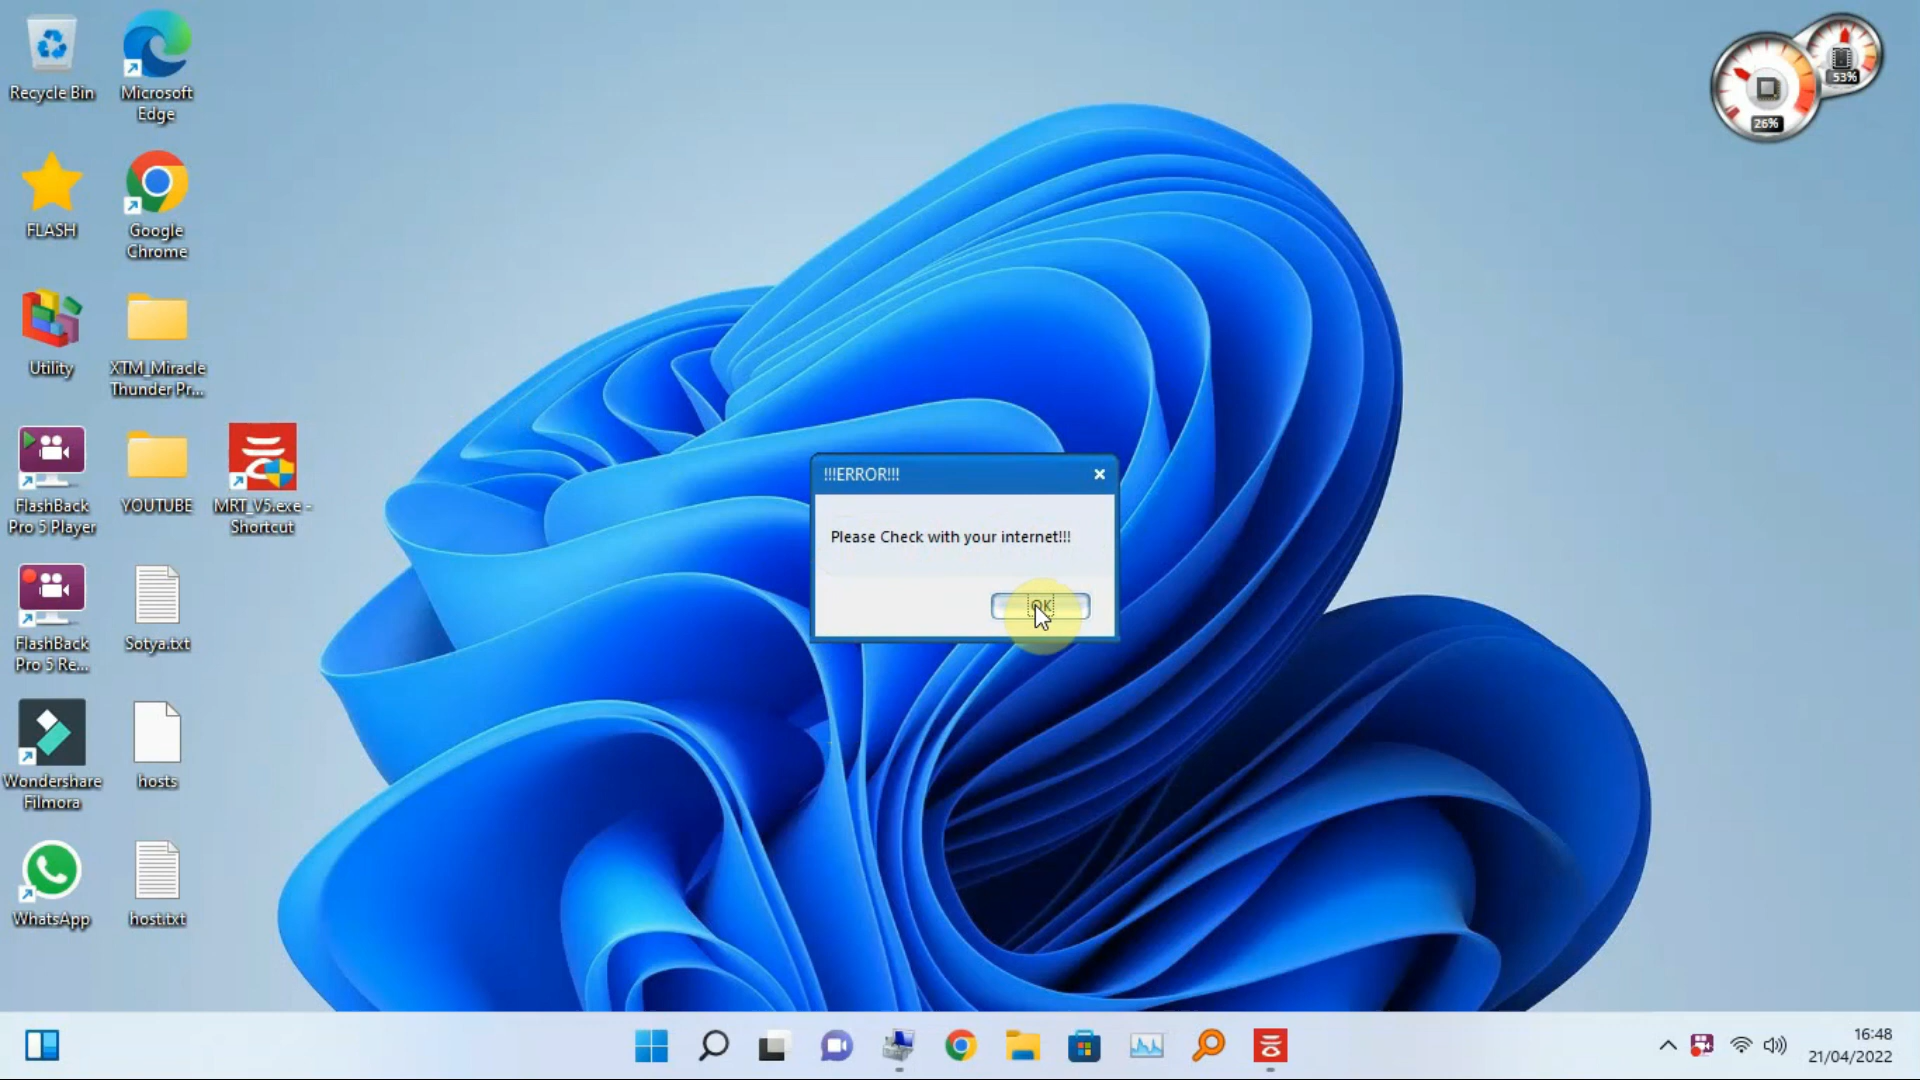 Recycle Bin
Microsoft
Edge
FLASH
Google
Chrome
Utility
XTM_Miracle
Thunder Pr...
FlashBack
Pro 5 Player
YOUTUBE
MRT_V5.exe -
Shortcut
FlashBack
Pro 5 Re...
Sotya.txt
Wondershare
Filmora
hosts
WhatsApp
host.txt
53%
26%
!!!ERROR!!!
Please Check with your internet!!!
OK
16:48
21/04/2022